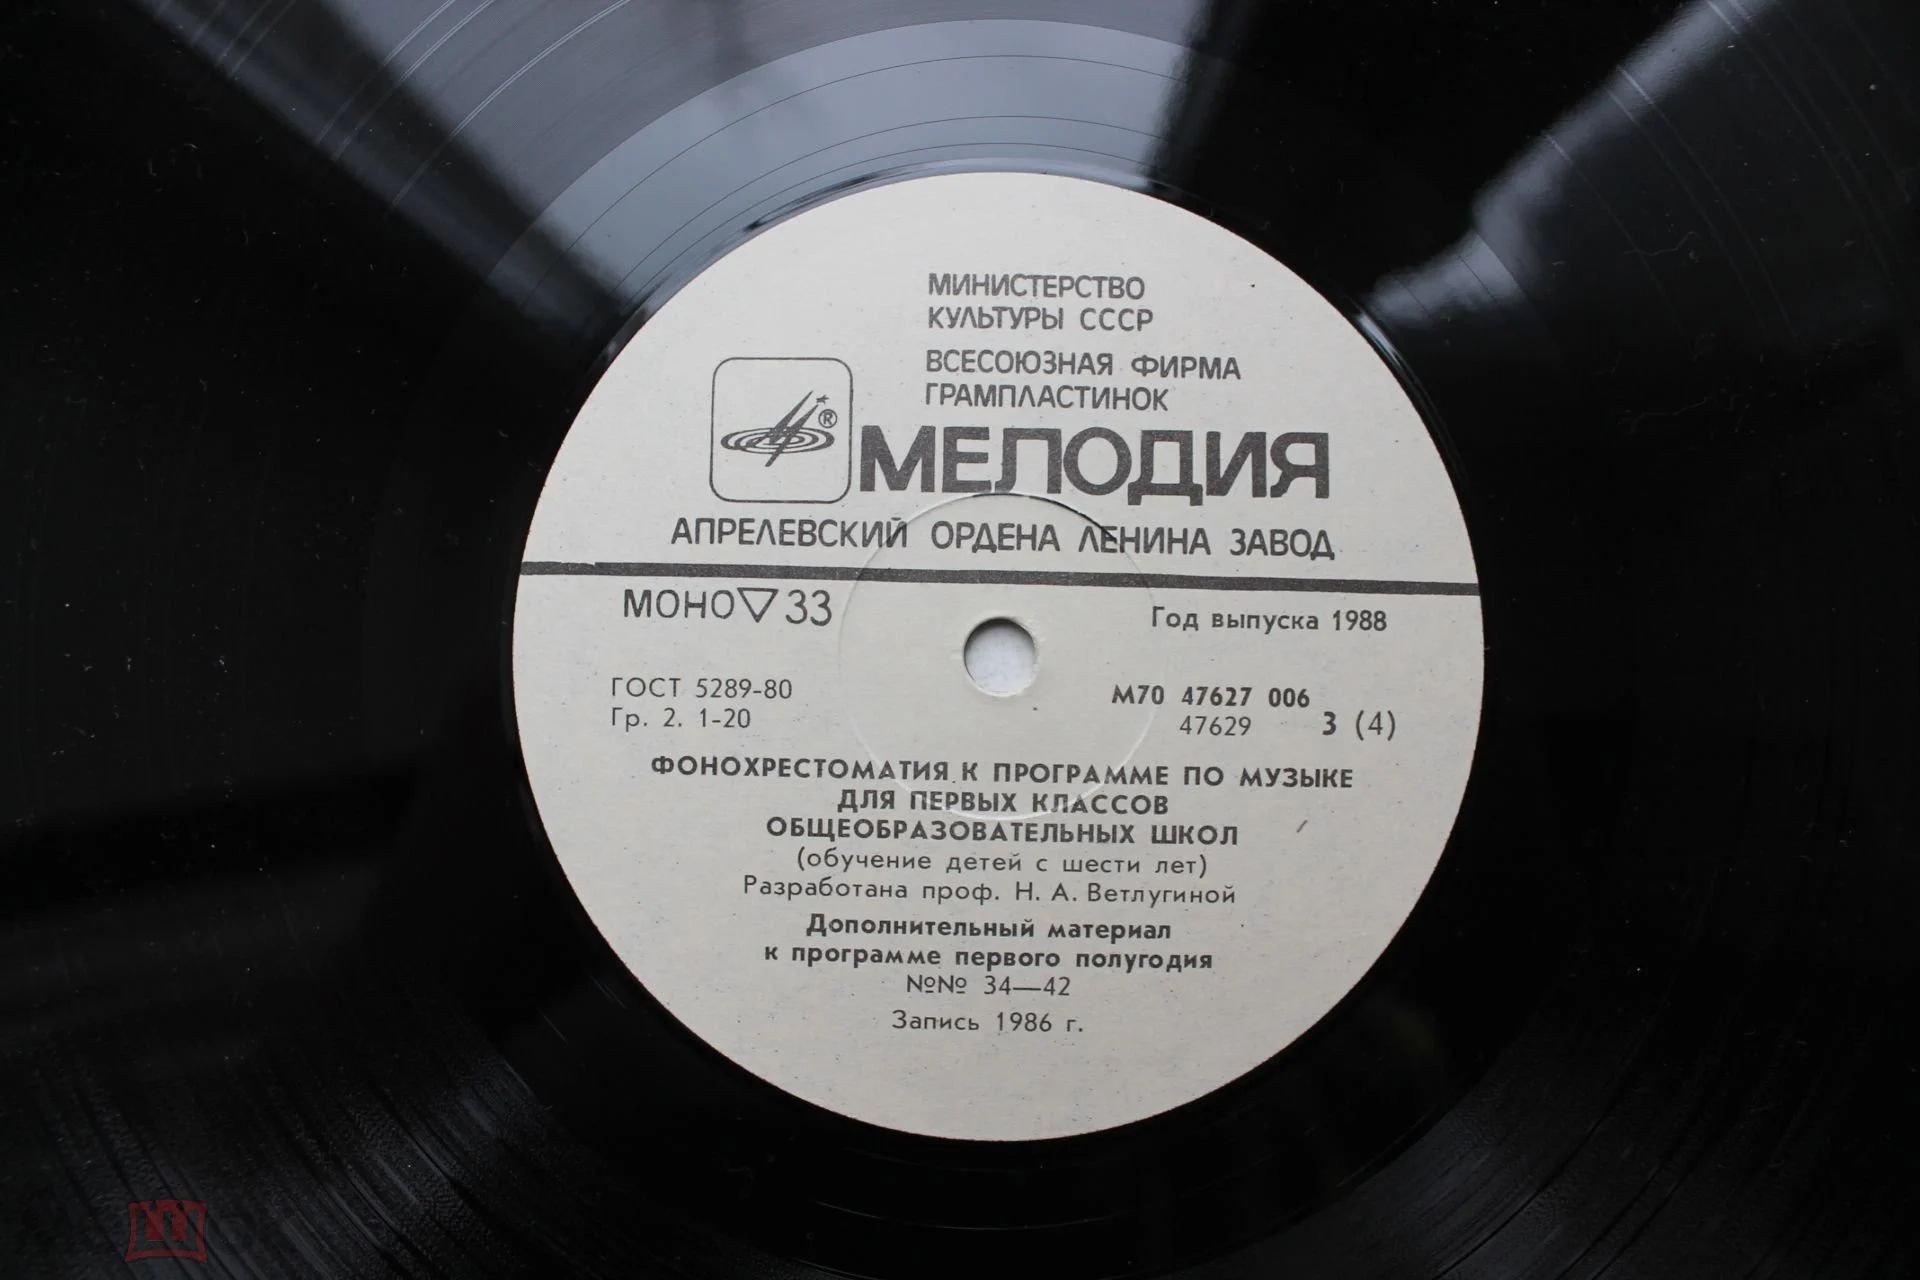 МИНИСТЕРСТВО
КУЛЬТУРЫ СССР
ВСЕСОЮЗНАЯ ФИРМА
ГРАМПЛАСТИНОК
®
МЕЛОДИЯ
АПРЕЛЕВСКИЙ ОРДЕНА ЛЕНИНА ЗАВОД
МОНО▽33
Год выпуска 1988
ГОСТ 5289-80
Гр. 2. 1-20
М70 47627 006
47629 3 (4)
ФОНОХРЕСТОМАТИЯ К ПРОГРАММЕ ПО МУЗЫКЕ
ДЛЯ ПЕРВЫХ КЛАССОВ
ОБЩЕОБРАЗОВАТЕЛЬНЫХ ШКОЛ
(обучение детей с шести лет)
Разработана проф. Н. А. Ветлугиной
Дополнительный материал
к программе первого полугодия
№№ 34—42
Запись 1986 г.